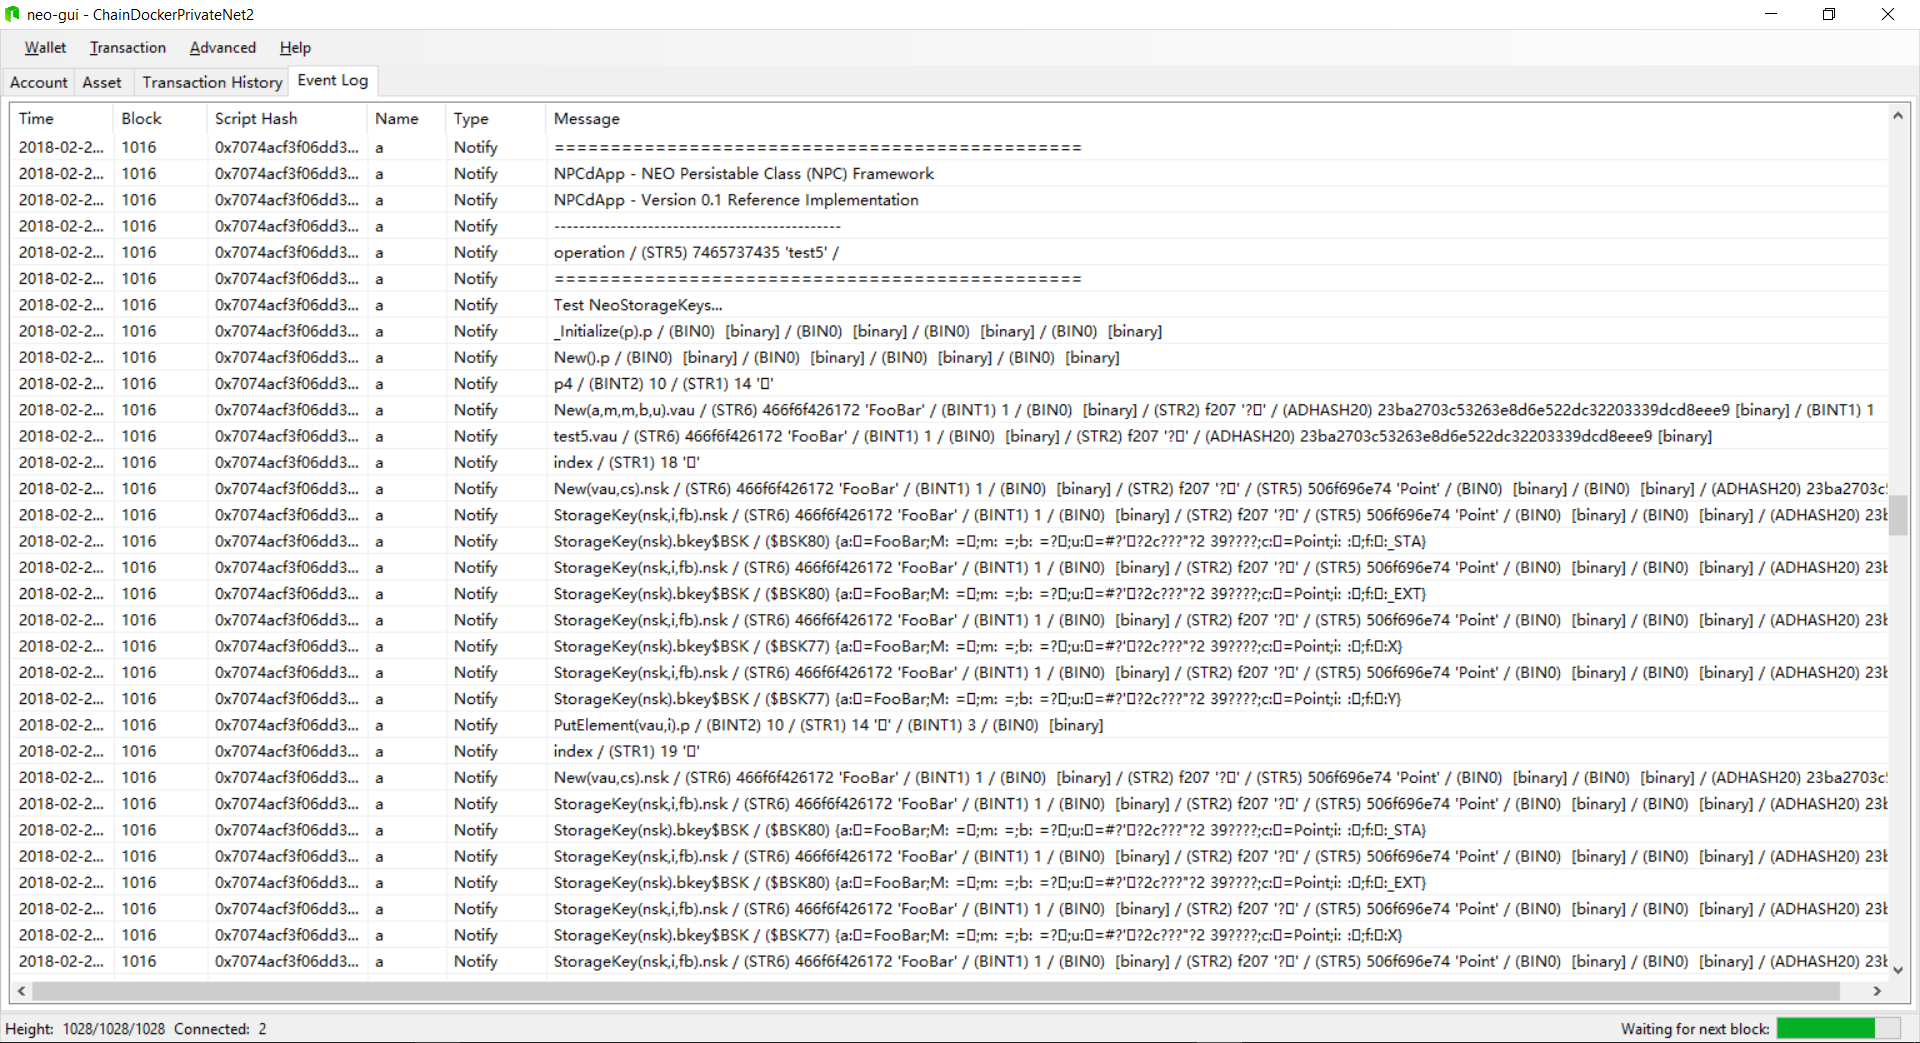 neo-gui - ChainDockerPrivateNet2
Wallet Transaction Advanced Help
Account Asset Transaction History Event Log
Time Block Script Hash Name Type Message
2018-02-2... 1016 0x7074acf3f06dd3... a Notify ===============================================
2018-02-2... 1016 0x7074acf3f06dd3... a Notify NPCdApp - NEO Persistable Class (NPC) Framework
2018-02-2... 1016 0x7074acf3f06dd3... a Notify NPCdApp - Version 0.1 Reference Implementation
2018-02-2... 1016 0x7074acf3f06dd3... a Notify ----------------------------------------------
2018-02-2... 1016 0x7074acf3f06dd3... a Notify operation / (STR5) 7465737435 'test5' /
2018-02-2... 1016 0x7074acf3f06dd3... a Notify ===============================================
2018-02-2... 1016 0x7074acf3f06dd3... a Notify Test NeoStorageKeys...
2018-02-2... 1016 0x7074acf3f06dd3... a Notify _Initialize(p).p / (BIN0) [binary] / (BIN0) [binary] / (BIN0) [binary] / (BIN0) [binary]
2018-02-2... 1016 0x7074acf3f06dd3... a Notify New().p / (BIN0) [binary] / (BIN0) [binary] / (BIN0) [binary] / (BIN0) [binary]
2018-02-2... 1016 0x7074acf3f06dd3... a Notify p4 / (BINT2) 10 / (STR1) 14 '▯'
2018-02-2... 1016 0x7074acf3f06dd3... a Notify New(a,m,m,b,u).vau / (STR6) 466f6f426172 'FooBar' / (BINT1) 1 / (BIN0) [binary] / (STR2) f207 '?▯' / (ADHASH20) 23ba2703c53263e8d6e522dc32203339dcd8eee9 [binary] / (BINT1) 1
2018-02-2... 1016 0x7074acf3f06dd3... a Notify test5.vau / (STR6) 466f6f426172 'FooBar' / (BINT1) 1 / (BIN0) [binary] / (STR2) f207 '?▯' / (ADHASH20) 23ba2703c53263e8d6e522dc32203339dcd8eee9 [binary]
2018-02-2... 1016 0x7074acf3f06dd3... a Notify index / (STR1) 18 '▯'
2018-02-2... 1016 0x7074acf3f06dd3... a Notify New(vau,cs).nsk / (STR6) 466f6f426172 'FooBar' / (BINT1) 1 / (BIN0) [binary] / (STR2) f207 '?▯' / (STR5) 506f696e74 'Point' / (BIN0) [binary] / (BIN0) [binary] / (ADHASH20) 23ba2703c
2018-02-2... 1016 0x7074acf3f06dd3... a Notify StorageKey(nsk,i,fb).nsk / (STR6) 466f6f426172 'FooBar' / (BINT1) 1 / (BIN0) [binary] / (STR2) f207 '?▯' / (STR5) 506f696e74 'Point' / (BIN0) [binary] / (BIN0) [binary] / (ADHASH20) 23b
2018-02-2... 1016 0x7074acf3f06dd3... a Notify StorageKey(nsk).bkey$BSK / ($BSK80) {a:▯=FooBar;M: =▯;m: =;b: =?▯;u:▯=#?'▯?2c???"?2 39????;c:▯=Point;i: :▯;f:▯:_STA}
2018-02-2... 1016 0x7074acf3f06dd3... a Notify StorageKey(nsk,i,fb).nsk / (STR6) 466f6f426172 'FooBar' / (BINT1) 1 / (BIN0) [binary] / (STR2) f207 '?▯' / (STR5) 506f696e74 'Point' / (BIN0) [binary] / (BIN0) [binary] / (ADHASH20) 23b
2018-02-2... 1016 0x7074acf3f06dd3... a Notify StorageKey(nsk).bkey$BSK / ($BSK80) {a:▯=FooBar;M: =▯;m: =;b: =?▯;u:▯=#?'▯?2c???"?2 39????;c:▯=Point;i: :▯;f:▯:_EXT}
2018-02-2... 1016 0x7074acf3f06dd3... a Notify StorageKey(nsk,i,fb).nsk / (STR6) 466f6f426172 'FooBar' / (BINT1) 1 / (BIN0) [binary] / (STR2) f207 '?▯' / (STR5) 506f696e74 'Point' / (BIN0) [binary] / (BIN0) [binary] / (ADHASH20) 23b
2018-02-2... 1016 0x7074acf3f06dd3... a Notify StorageKey(nsk).bkey$BSK / ($BSK77) {a:▯=FooBar;M: =▯;m: =;b: =?▯;u:▯=#?'▯?2c???"?2 39????;c:▯=Point;i: :▯;f:▯:X}
2018-02-2... 1016 0x7074acf3f06dd3... a Notify StorageKey(nsk,i,fb).nsk / (STR6) 466f6f426172 'FooBar' / (BINT1) 1 / (BIN0) [binary] / (STR2) f207 '?▯' / (STR5) 506f696e74 'Point' / (BIN0) [binary] / (BIN0) [binary] / (ADHASH20) 23b
2018-02-2... 1016 0x7074acf3f06dd3... a Notify StorageKey(nsk).bkey$BSK / ($BSK77) {a:▯=FooBar;M: =▯;m: =;b: =?▯;u:▯=#?'▯?2c???"?2 39????;c:▯=Point;i: :▯;f:▯:Y}
2018-02-2... 1016 0x7074acf3f06dd3... a Notify PutElement(vau,i).p / (BINT2) 10 / (STR1) 14 '▯' / (BINT1) 3 / (BIN0) [binary]
2018-02-2... 1016 0x7074acf3f06dd3... a Notify index / (STR1) 19 '▯'
2018-02-2... 1016 0x7074acf3f06dd3... a Notify New(vau,cs).nsk / (STR6) 466f6f426172 'FooBar' / (BINT1) 1 / (BIN0) [binary] / (STR2) f207 '?▯' / (STR5) 506f696e74 'Point' / (BIN0) [binary] / (BIN0) [binary] / (ADHASH20) 23ba2703c
2018-02-2... 1016 0x7074acf3f06dd3... a Notify StorageKey(nsk,i,fb).nsk / (STR6) 466f6f426172 'FooBar' / (BINT1) 1 / (BIN0) [binary] / (STR2) f207 '?▯' / (STR5) 506f696e74 'Point' / (BIN0) [binary] / (BIN0) [binary] / (ADHASH20) 23b
2018-02-2... 1016 0x7074acf3f06dd3... a Notify StorageKey(nsk).bkey$BSK / ($BSK80) {a:▯=FooBar;M: =▯;m: =;b: =?▯;u:▯=#?'▯?2c???"?2 39????;c:▯=Point;i: :▯;f:▯:_STA}
2018-02-2... 1016 0x7074acf3f06dd3... a Notify StorageKey(nsk,i,fb).nsk / (STR6) 466f6f426172 'FooBar' / (BINT1) 1 / (BIN0) [binary] / (STR2) f207 '?▯' / (STR5) 506f696e74 'Point' / (BIN0) [binary] / (BIN0) [binary] / (ADHASH20) 23b
2018-02-2... 1016 0x7074acf3f06dd3... a Notify StorageKey(nsk).bkey$BSK / ($BSK80) {a:▯=FooBar;M: =▯;m: =;b: =?▯;u:▯=#?'▯?2c???"?2 39????;c:▯=Point;i: :▯;f:▯:_EXT}
2018-02-2... 1016 0x7074acf3f06dd3... a Notify StorageKey(nsk,i,fb).nsk / (STR6) 466f6f426172 'FooBar' / (BINT1) 1 / (BIN0) [binary] / (STR2) f207 '?▯' / (STR5) 506f696e74 'Point' / (BIN0) [binary] / (BIN0) [binary] / (ADHASH20) 23b
2018-02-2... 1016 0x7074acf3f06dd3... a Notify StorageKey(nsk).bkey$BSK / ($BSK77) {a:▯=FooBar;M: =▯;m: =;b: =?▯;u:▯=#?'▯?2c???"?2 39????;c:▯=Point;i: :▯;f:▯:X}
2018-02-2... 1016 0x7074acf3f06dd3... a Notify StorageKey(nsk,i,fb).nsk / (STR6) 466f6f426172 'FooBar' / (BINT1) 1 / (BIN0) [binary] / (STR2) f207 '?▯' / (STR5) 506f696e74 'Point' / (BIN0) [binary] / (BIN0) [binary] / (ADHASH20) 23b
Height: 1028/1028/1028 Connected: 2 Waiting for next block: